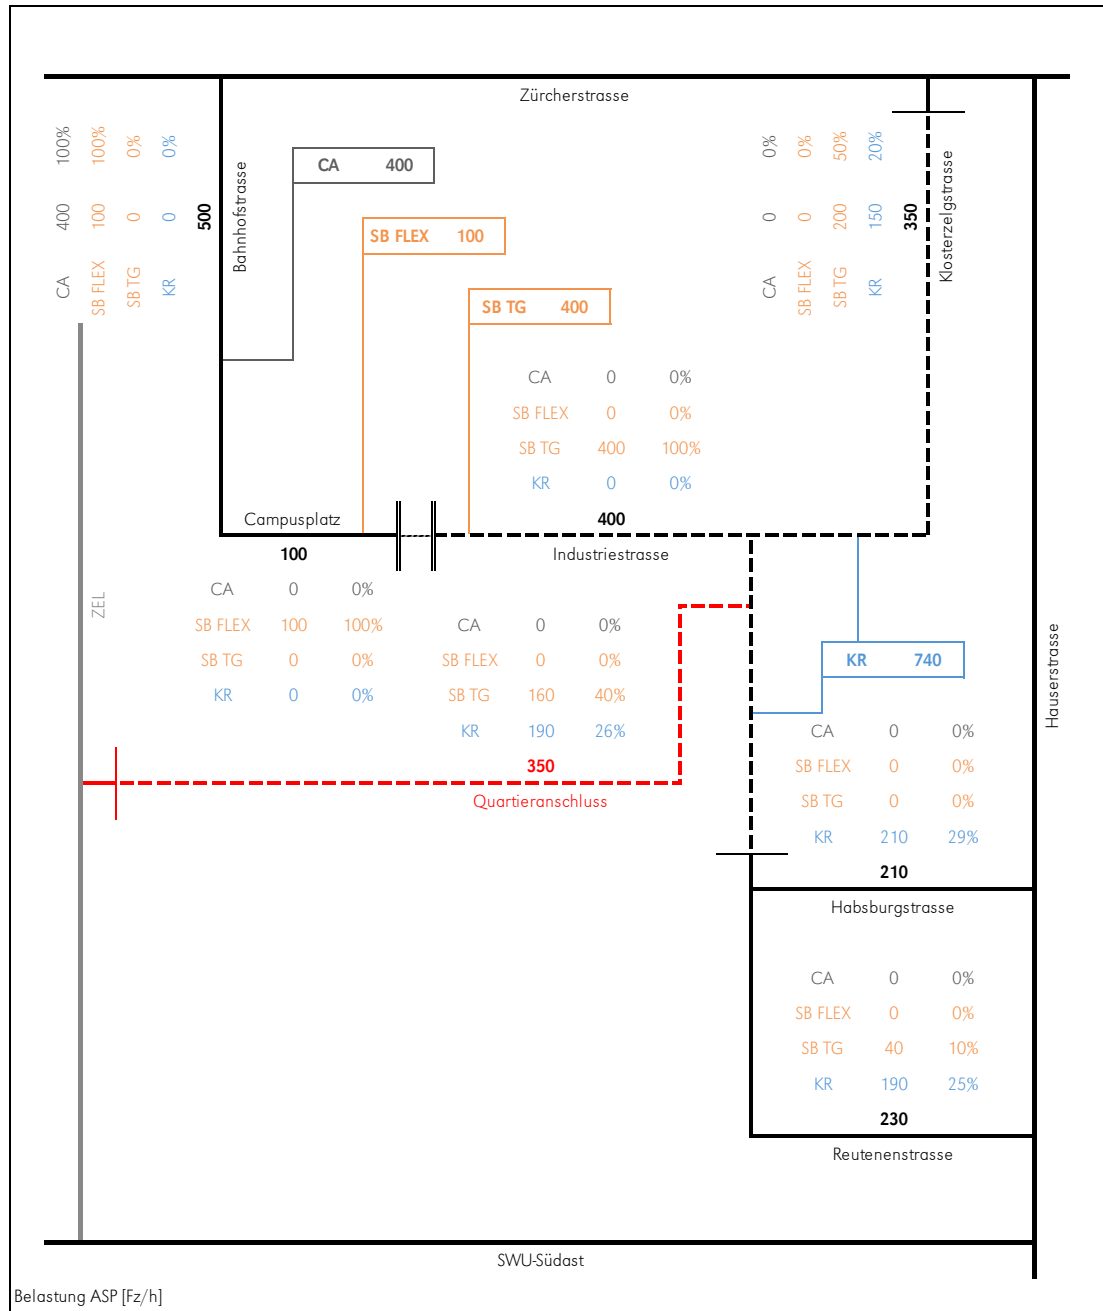 Zürcherstrasse
100% 100% 0% 0%
400 100 0 0 500
CA SB FLEX SB TG KR
Bahnhofstrasse
CA 400
SB FLEX 100
SB TG 400
0% 0% 50% 20%
0 0 200 150 350
CA SB FLEX SB TG KR
Klosterzelgstrasse
CA 0 0%
SB FLEX 0 0%
SB TG 400 100%
KR 0 0%
400
Campusplatz
Industriestrasse
100
CA 0 0%
SB FLEX 100 100%
SB TG 0 0%
KR 0 0%
ZEL
CA 0 0%
SB FLEX 0 0%
SB TG 160 40%
KR 190 26%
350
Quartieranschluss
KR 740
Hauserstrasse
CA 0 0%
SB FLEX 0 0%
SB TG 0 0%
KR 210 29%
210
Habsburgstrasse
CA 0 0%
SB FLEX 0 0%
SB TG 40 10%
KR 190 25%
230
Reutenenstrasse
SWU-Südast
Belastung ASP [Fz/h]